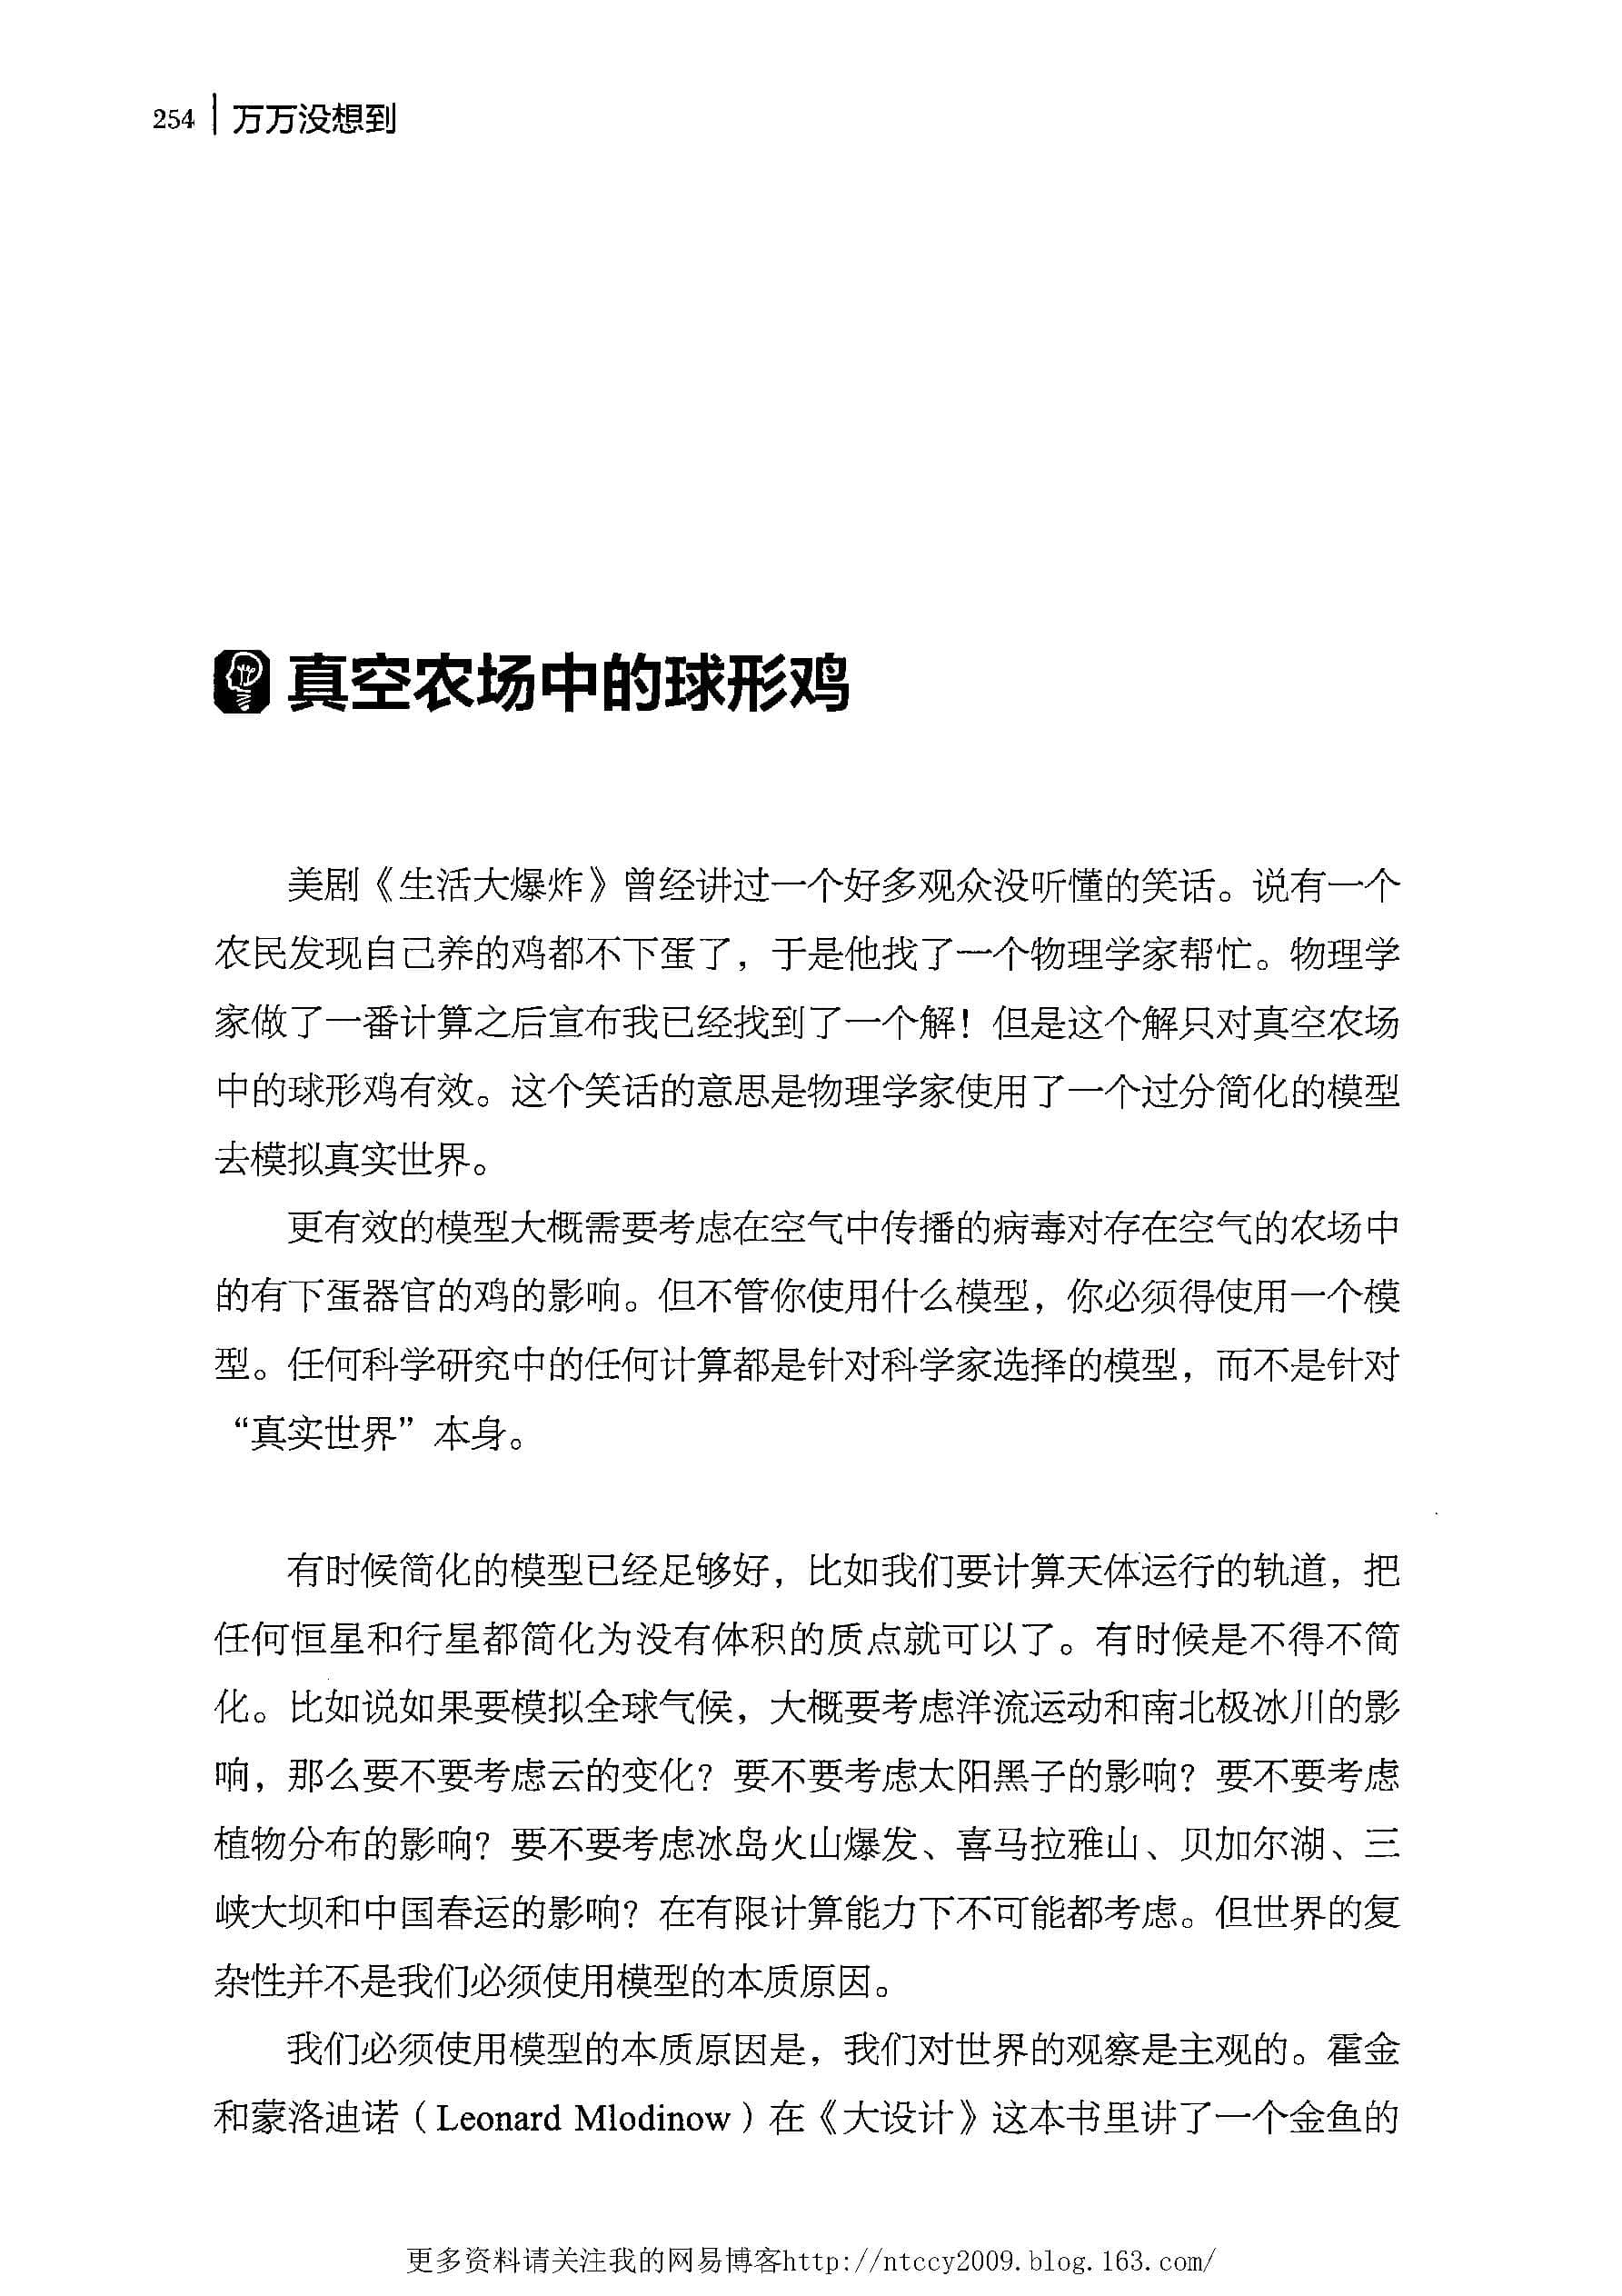 254 | 万万没想到
真空农场中的球形鸡
美剧《生活大爆炸》曾经讲过一个好多观众没听懂的笑话。说有一个
农民发现自己养的鸡都不下蛋了，于是他找了一个物理学家帮忙。物理学
家做了一番计算之后宣布我已经找到了一个解！但是这个解只对真空农场
中的球形鸡有效。这个笑话的意思是物理学家使用了一个过分简化的模型
去模拟真实世界。
更有效的模型大概需要考虑在空气中传播的病毒对存在空气的农场中
的有下蛋器官的鸡的影响。但不管你使用什么模型，你必须得使用一个模
型。任何科学研究中的任何计算都是针对科学家选择的模型，而不是针对
“真实世界”本身。
有时候简化的模型已经足够好，比如我们要计算天体运行的轨道，把
任何恒星和行星都简化为没有体积的质点就可以了。有时候是不得不简
化。比如说如果要模拟全球气候，大概要考虑洋流运动和南北极冰川的影
响，那么要不要考虑云的变化？要不要考虑太阳黑子的影响？要不要考虑
植物分布的影响？要不要考虑冰岛火山爆发、喜马拉雅山、贝加尔湖、三
峡大坝和中国春运的影响？在有限计算能力下不可能都考虑。但世界的复
杂性并不是我们必须使用模型的本质原因。
我们必须使用模型的本质原因是，我们对世界的观察是主观的。霍金
和蒙洛迪诺（Leonard Mlodinow）在《大设计》这本书里讲了一个金鱼的
更多资料请关注我的网易博客http://ntccy2009.blog.163.com/